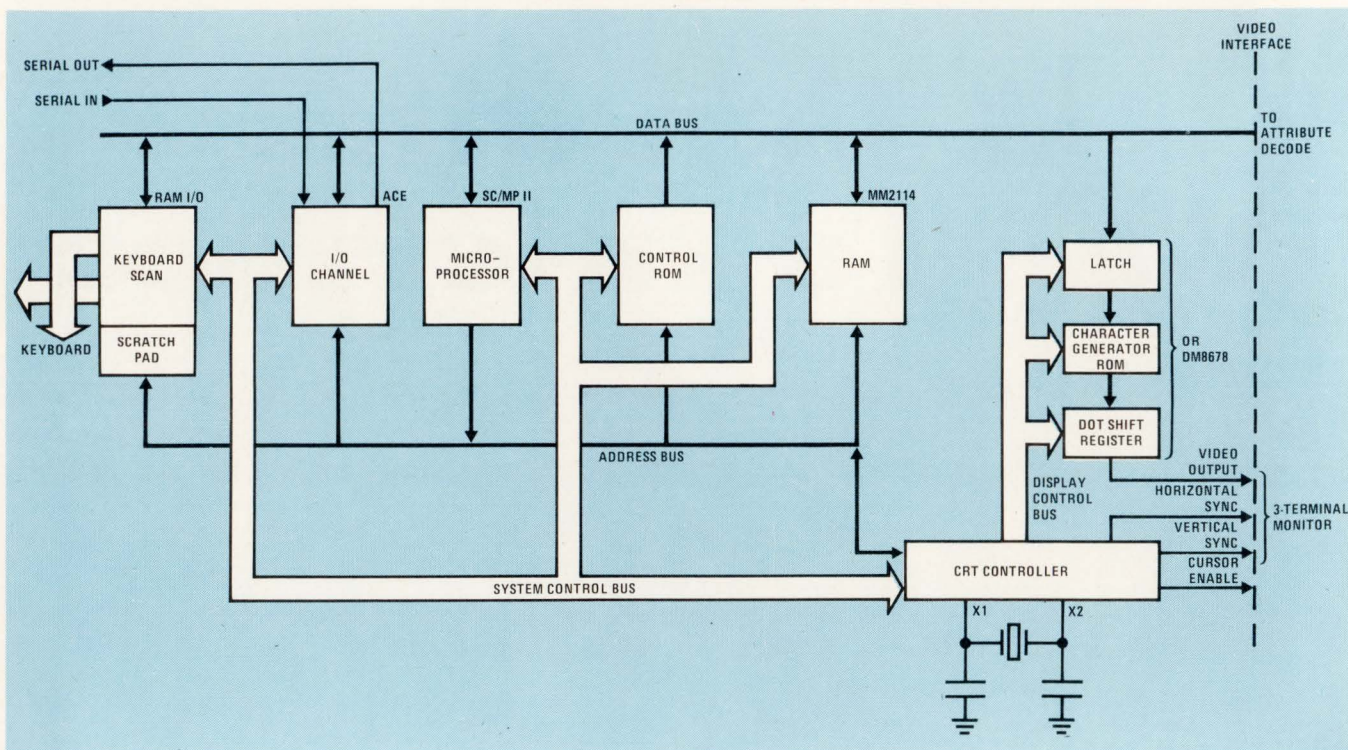 VIDEO
INTERFACE
SERIAL OUT
SERIAL IN
DATA BUS
TO
ATTRIBUTE
DECODE
RAM I/O
ACE
SC/MP II
MM2114
KEYBOARD
SCAN
SCRATCH
PAD
KEYBOARD
I/O
CHANNEL
MICRO–
PROCESSOR
CONTROL
ROM
RAM
LATCH
CHARACTER
GENERATOR
ROM
DOT SHIFT
REGISTER
OR
DM8678
ADDRESS BUS
DISPLAY
CONTROL
BUS
VIDEO
OUTPUT
HORIZONTAL
SYNC
VERTICAL
SYNC
CURSOR
ENABLE
3-TERMINAL
MONITOR
CRT CONTROLLER
SYSTEM CONTROL BUS
X1
X2